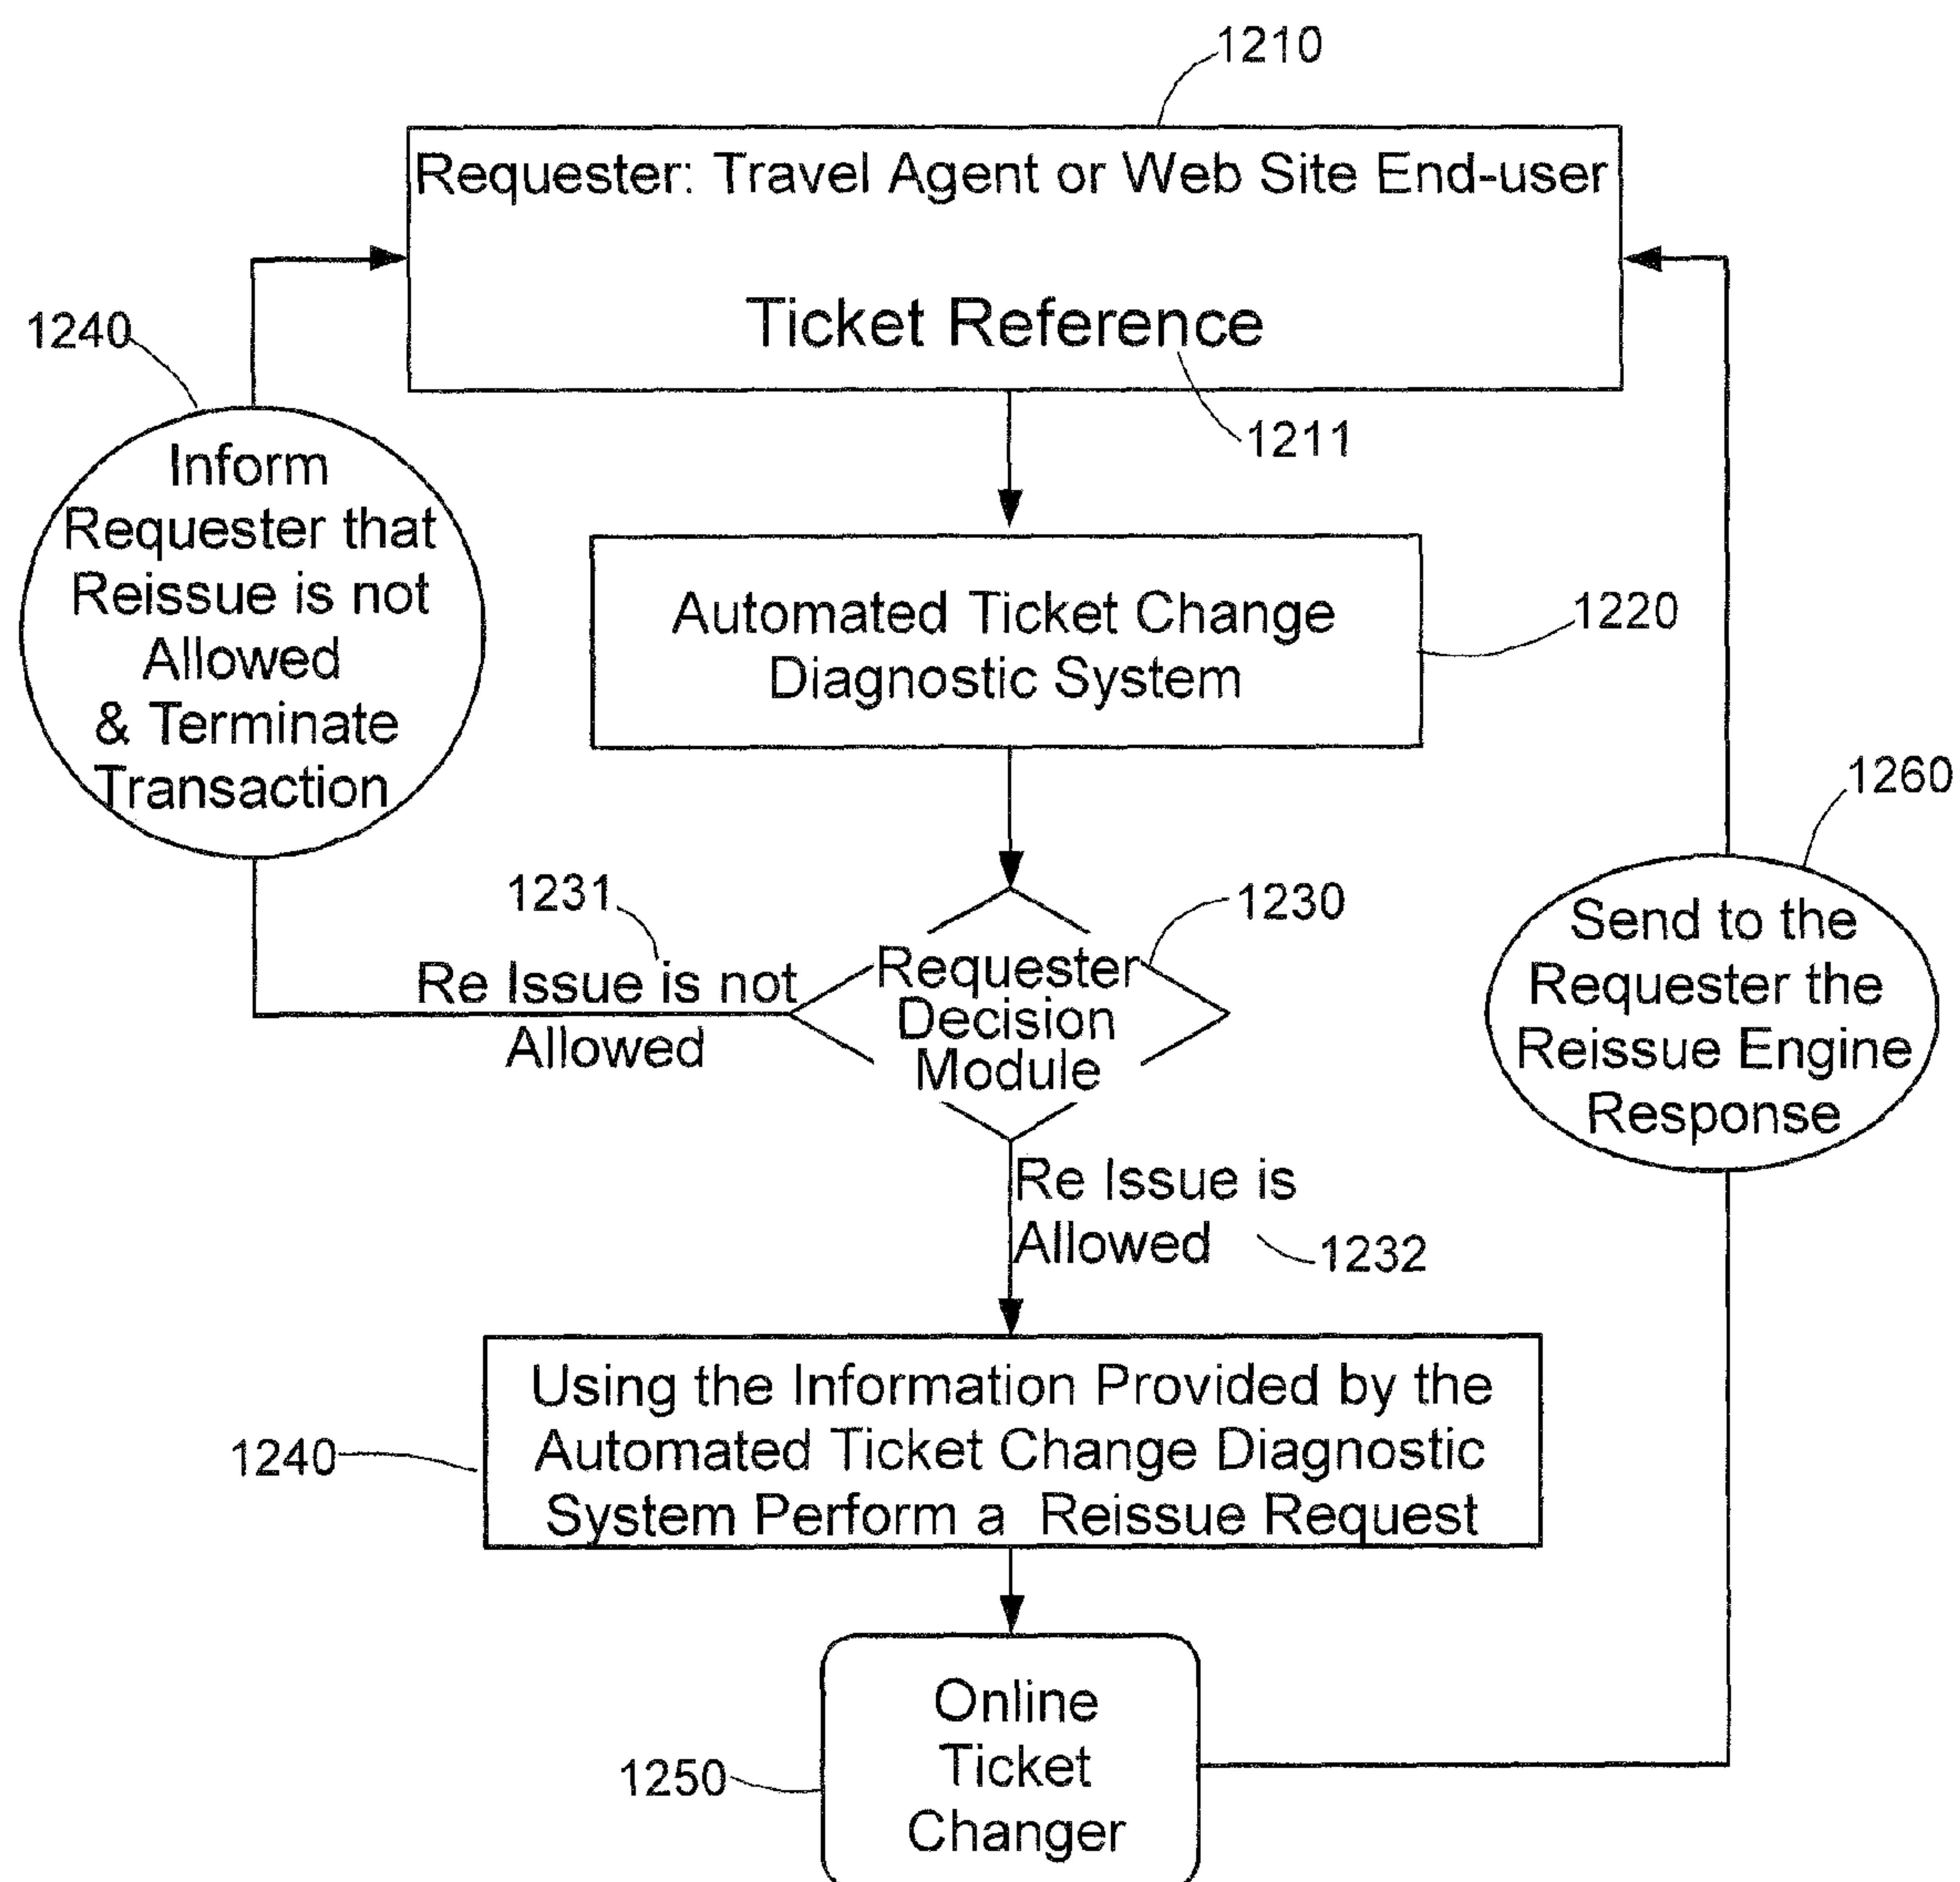 1210
Requester: Travel Agent or Web Site End-user
Ticket Reference
1211
1240
Inform
Requester that
Reissue is not
Allowed
& Terminate
Transaction
Automated Ticket Change
Diagnostic System
1220
1260
Send to the
Requester the
Reissue Engine
Response
1231
Re Issue is not
Allowed
1230
Requester
Decision
Module
Re Issue is
Allowed
1232
1240
Using the Information Provided by the
Automated Ticket Change Diagnostic
System Perform a Reissue Request
1250
Online
Ticket
Changer